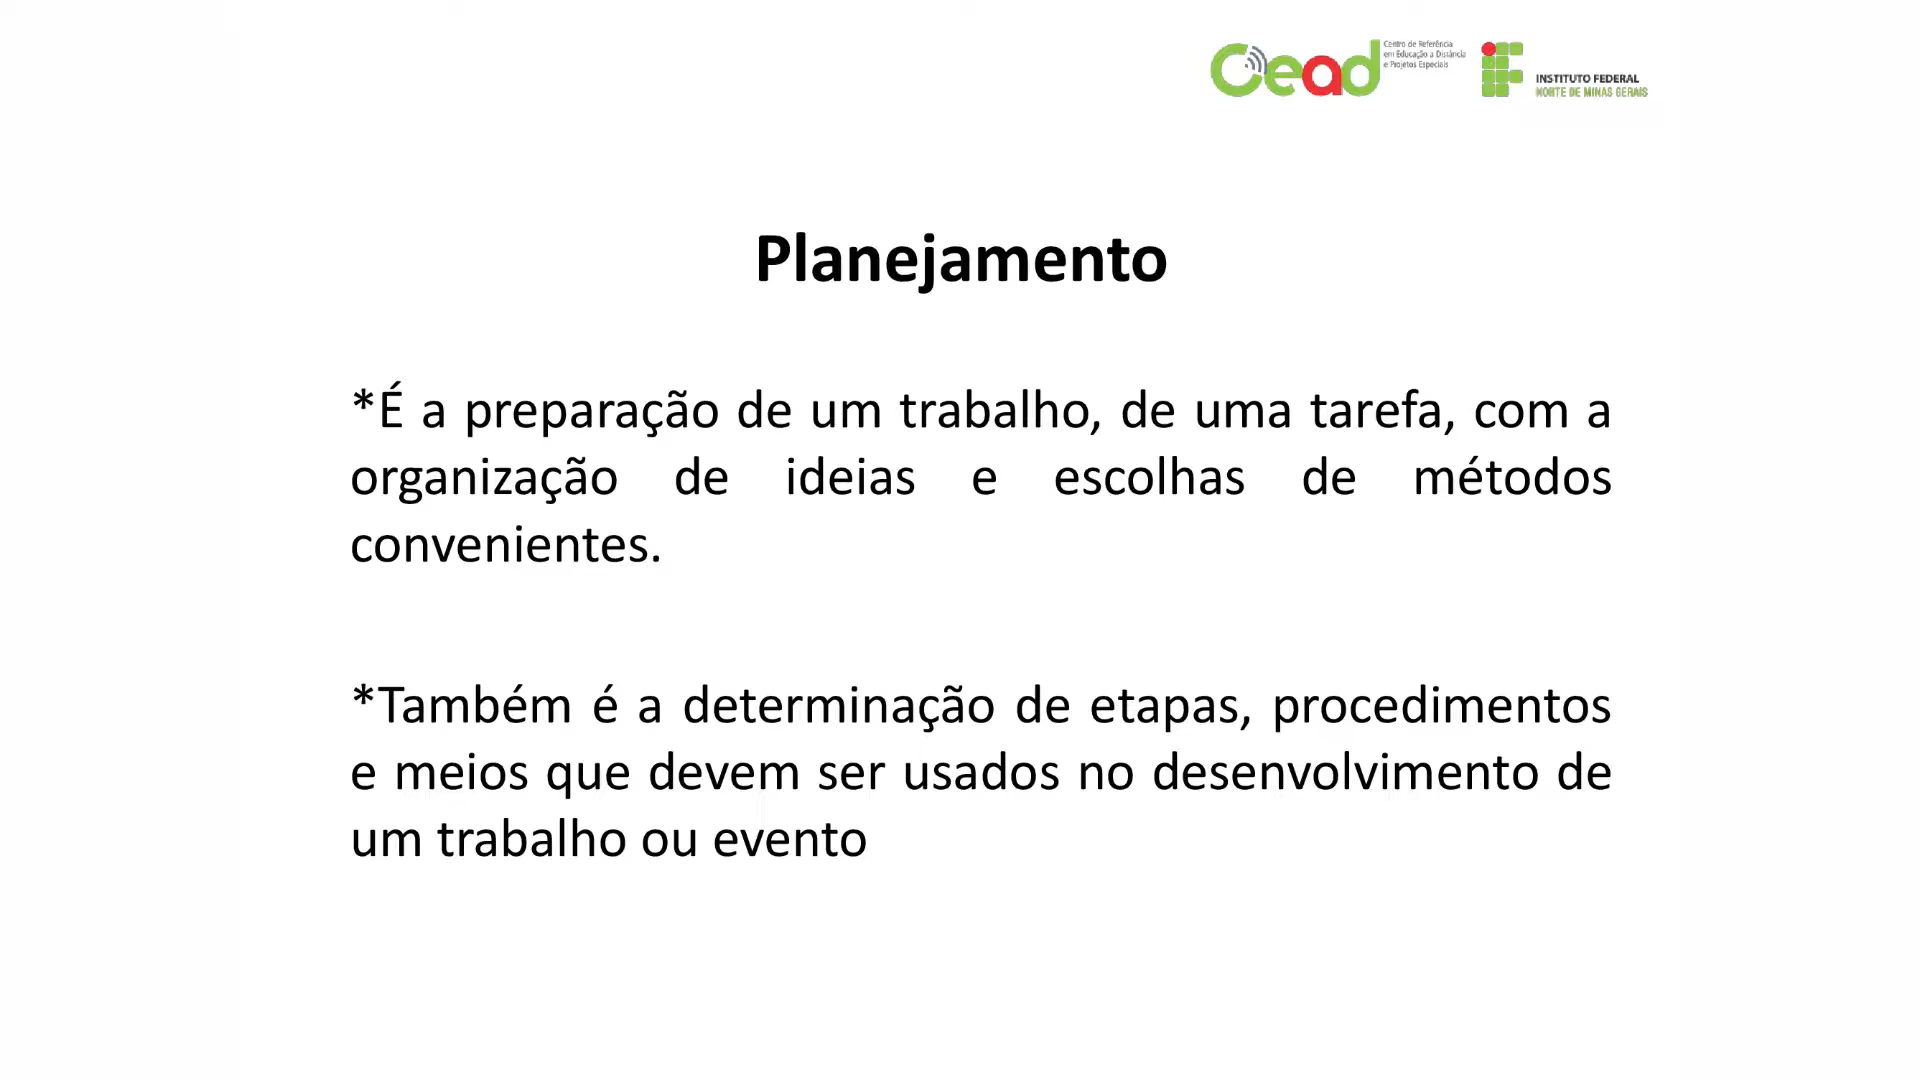 Cead
Centro de Referência
em Educação a Distância
e Projetos Especiais
INSTITUTO FEDERAL
NORTE DE MINAS GERAIS
Planejamento
*É a preparação de um trabalho, de uma tarefa, com a
organização de ideias e escolhas de métodos
convenientes.
*Também é a determinação de etapas, procedimentos
e meios que devem ser usados no desenvolvimento de
um trabalho ou evento